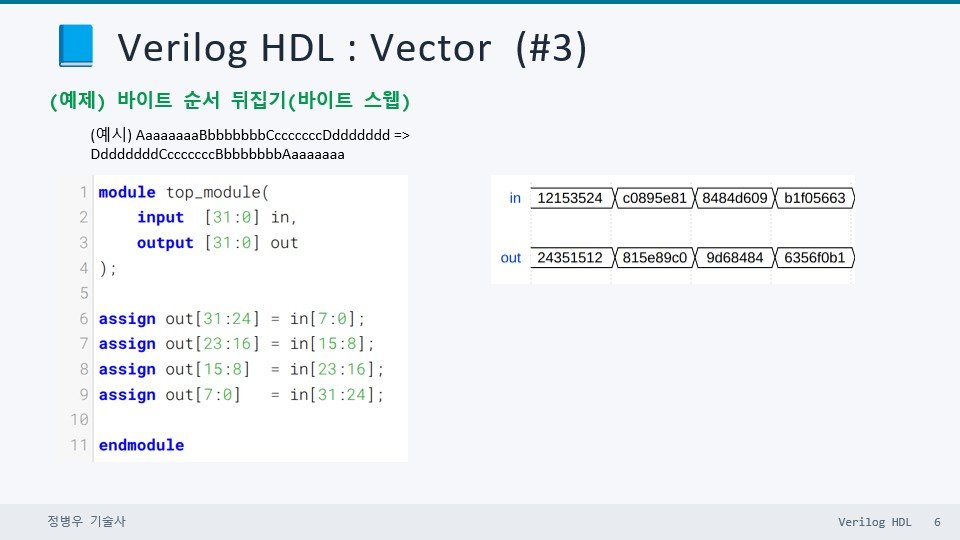 Verilog HDL : Vector (#3)
(예제) 바이트 순서 뒤집기(바이트 스웹)
(예시) AaaaaaaaBbbbbbbbCcccccccDddddddd =>
DdddddddCcccccccBbbbbbbbAaaaaaaa
1 module top_module(
2 input [31:0] in,
3 output [31:0] out
4 );
5
6 assign out[31:24] = in[7:0];
7 assign out[23:16] = in[15:8];
8 assign out[15:8] = in[23:16];
9 assign out[7:0] = in[31:24];
10
11 endmodule
in 12153524 c0895e81 8484d609 b1f05663
out 24351512 815e89c0 9d68484 6356f0b1
정병우 기술사
Verilog HDL 6